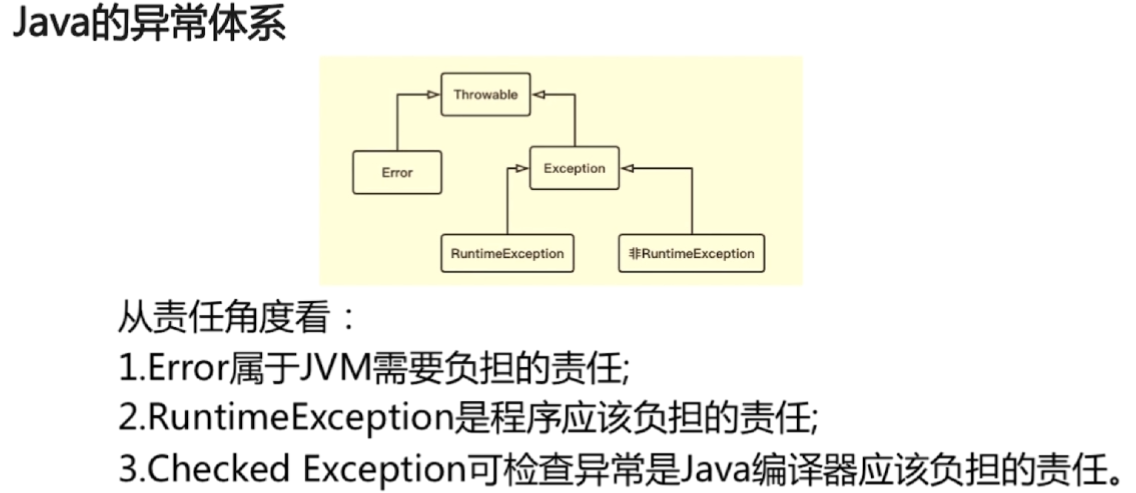 Java的异常体系
Throwable
Error
Exception
RuntimeException
非RuntimeException
从责任角度看：
1.Error属于JVM需要负担的责任;
2.RuntimeException是程序应该负担的责任;
3.Checked Exception可检查异常是Java编译器应该负担的责任。